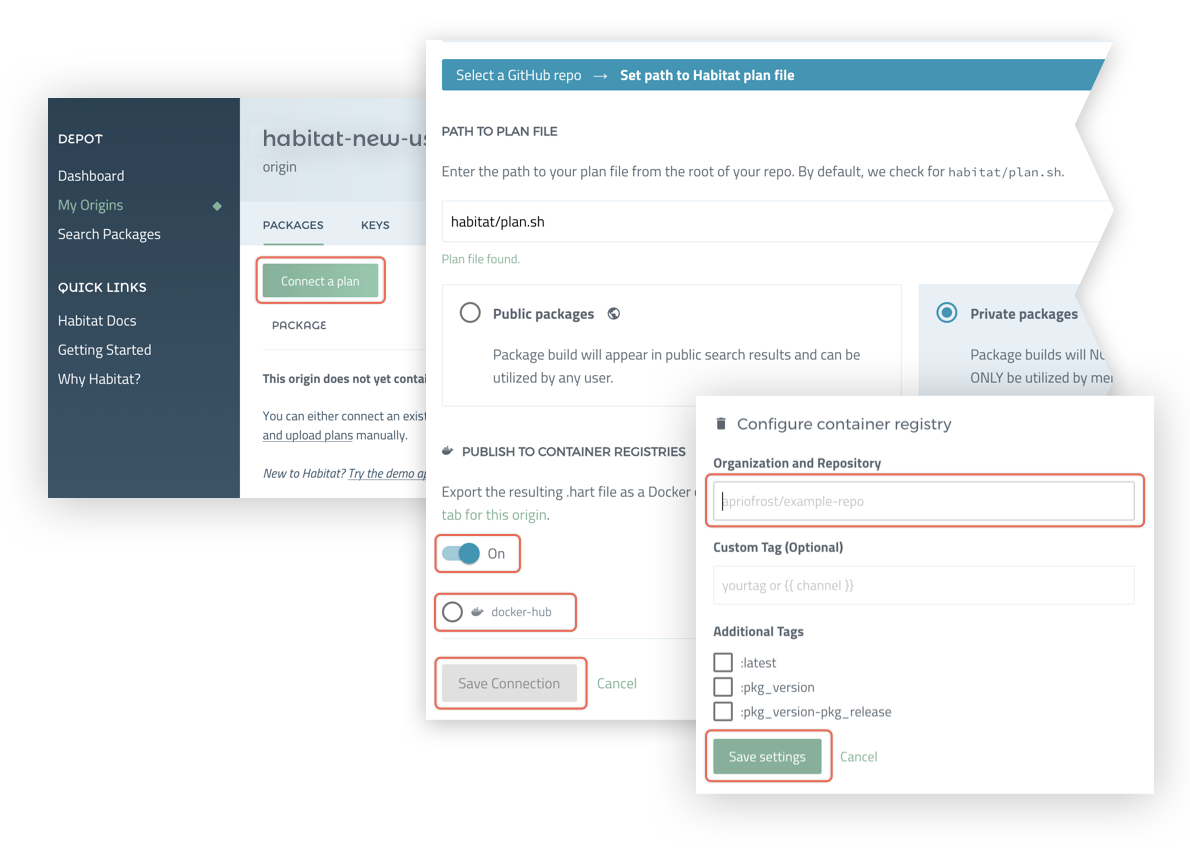 DEPOT
Dashboard
My Origins
Search Packages
QUICK LINKS
Habitat Docs
Getting Started
Why Habitat?
origin
PACKAGES KEYS
Connect a plan
PACKAGE
This origin does not yet
You can either connect an
and upload plans manually.
New to Habitat? Try the demo
Select a GitHub repo → Set path to Habitat plan file
PATH TO PLAN FILE
Enter the path to your plan file from the root of your repo. By default, we check for habitat/plan.sh.
habitat/plan.sh
Plan file found.
Public packages
Package build will appear in public search results and can be
utilized by any user.
Private packages
Package builds will
ONLY be utilized by
PUBLISH TO CONTAINER REGISTRIES
Export the resulting .hart file as a Docker
tab for this origin.
On
docker-hub
Save Connection Cancel
Configure container registry
Organization and Repository
apriofrost/example-repo
Custom Tag (Optional)
yourtag or {{ channel }}
Additional Tags
:latest
:pkg_version
:pkg_version-pkg_release
Save settings Cancel